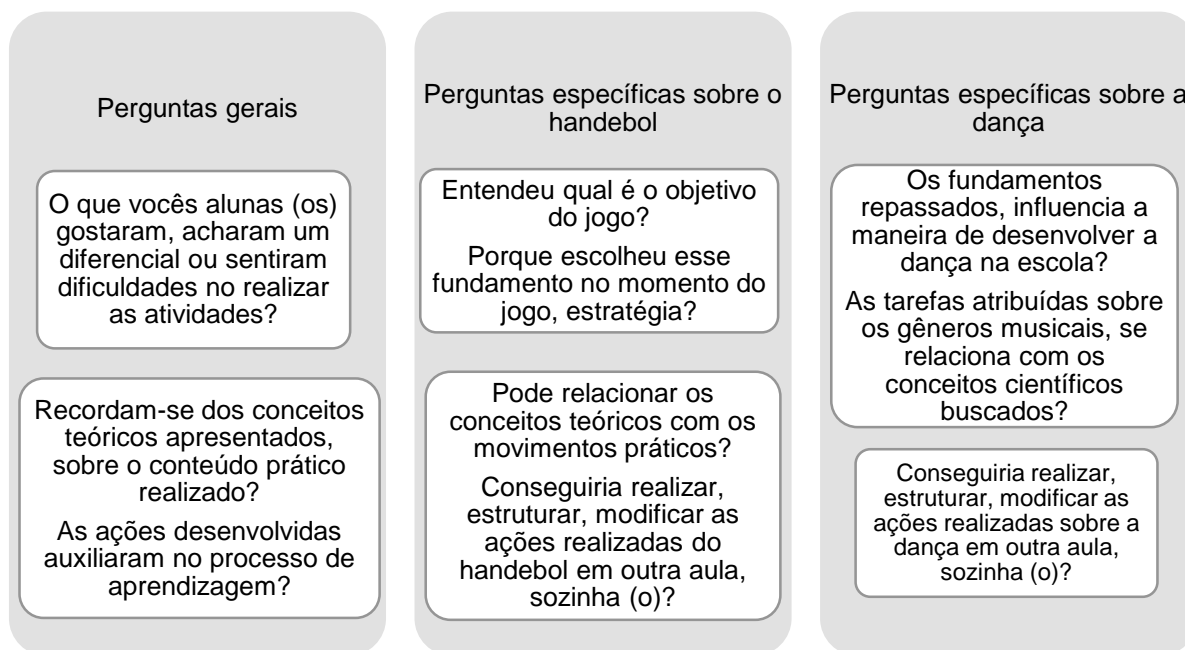 Perguntas gerais
O que vocês alunas (os)
gostaram, acharam um
diferencial ou sentiram
dificuldades no realizar
as atividades?
Recordam-se dos conceitos
teóricos apresentados,
sobre o conteúdo prático
realizado?
As ações desenvolvidas
auxiliaram no processo de
aprendizagem?
Perguntas específicas sobre o
handebol
Entendeu qual é o objetivo
do jogo?
Porque escolheu esse
fundamento no momento do
jogo, estratégia?
Pode relacionar os
conceitos teóricos com os
movimentos práticos?
Conseguiria realizar,
estruturar, modificar as
ações realizadas do
handebol em outra aula,
sozinha (o)?
Perguntas específicas sobre a
dança
Os fundamentos
repassados, influencia a
maneira de desenvolver a
dança na escola?
As tarefas atribuídas sobre
os gêneros musicais, se
relaciona com os
conceitos científicos
buscados?
Conseguiria realizar,
estruturar, modificar as
ações realizadas sobre a
dança em outra aula,
sozinha (o)?